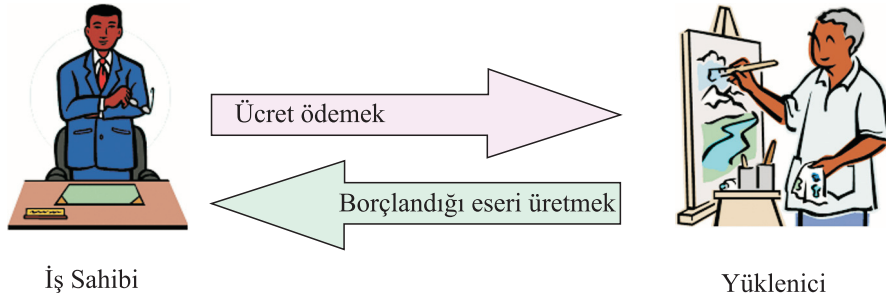 Ücret ödemek
Borçlandığı eseri üretmek
İş Sahibi
Yüklenici